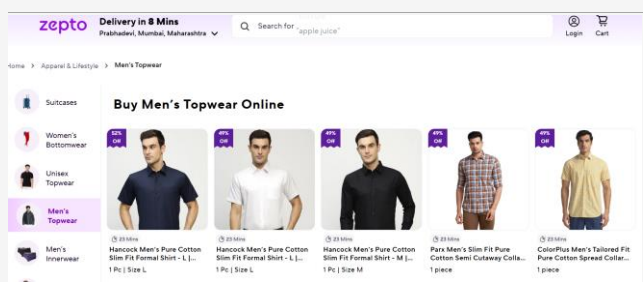 zepto
Delivery in 8 Mins
Prabhadevi, Mumbai, Maharashtra
Search for "apple juice"
Login
Cart
Home > Apparel & Lifestyle > Men's Topwear
Suitcases
Women's
Bottomwear
Unisex
Topwear
Men's
Topwear
Men's
Innerwear
Buy Men's Topwear Online
52%
Off
49%
Off
49%
Off
49%
Off
49%
Off
23 Mins
23 Mins
23 Mins
23 Mins
23 Mins
Hancock Men's Pure Cotton
Slim Fit Formal Shirt - L |...
1 Pc | Size L
Hancock Men's Pure Cotton
Slim Fit Formal Shirt - L |...
1 Pc | Size L
Hancock Men's Pure Cotton
Slim Fit Formal Shirt - M |...
1 Pc | Size M
Parx Men's Slim Fit Pure
Cotton Semi Cutaway Colla...
1 piece
ColorPlus Men's Tailored Fit
Pure Cotton Spread Collar...
1 piece